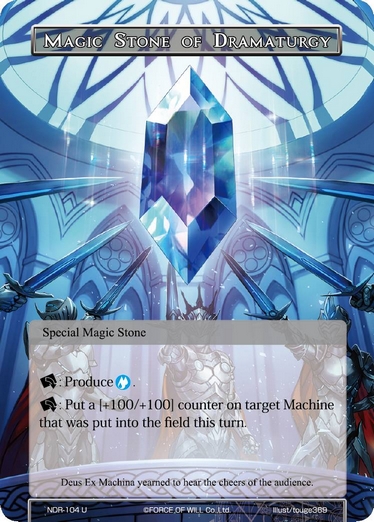 Magic Stone of Dramaturgy
Special Magic Stone
: Produce .
: Put a [+100/+100] counter on target Machine
that was put into the field this turn.
Deus Ex Machina yearned to hear the cheers of the audience.
NDR-104 U ©FORCE OF WILL Co.,Ltd. Illust/touge369